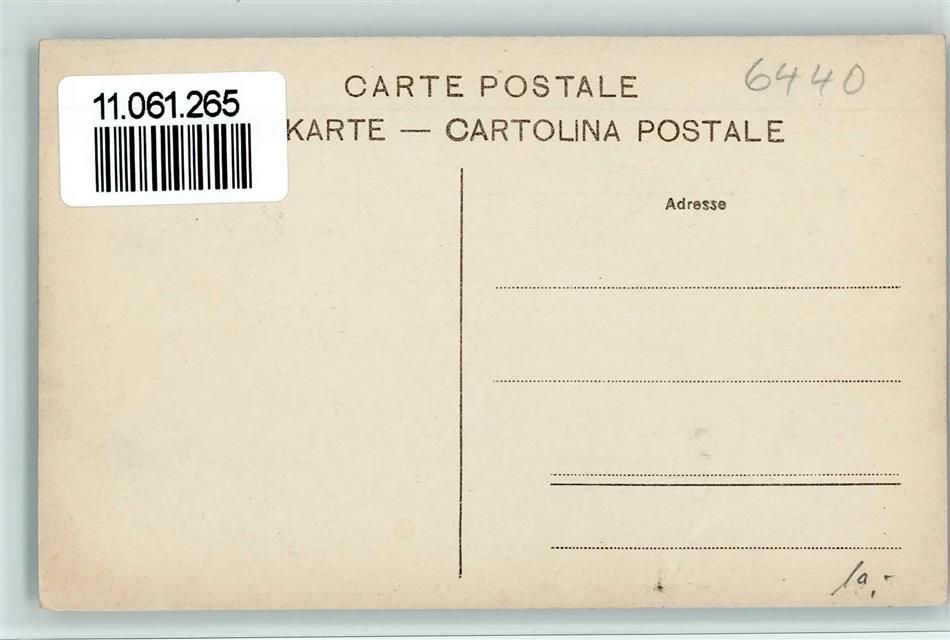 CARTE POSTALE
6440
11.061.265
KARTE — CARTOLINA POSTALE
Adresse